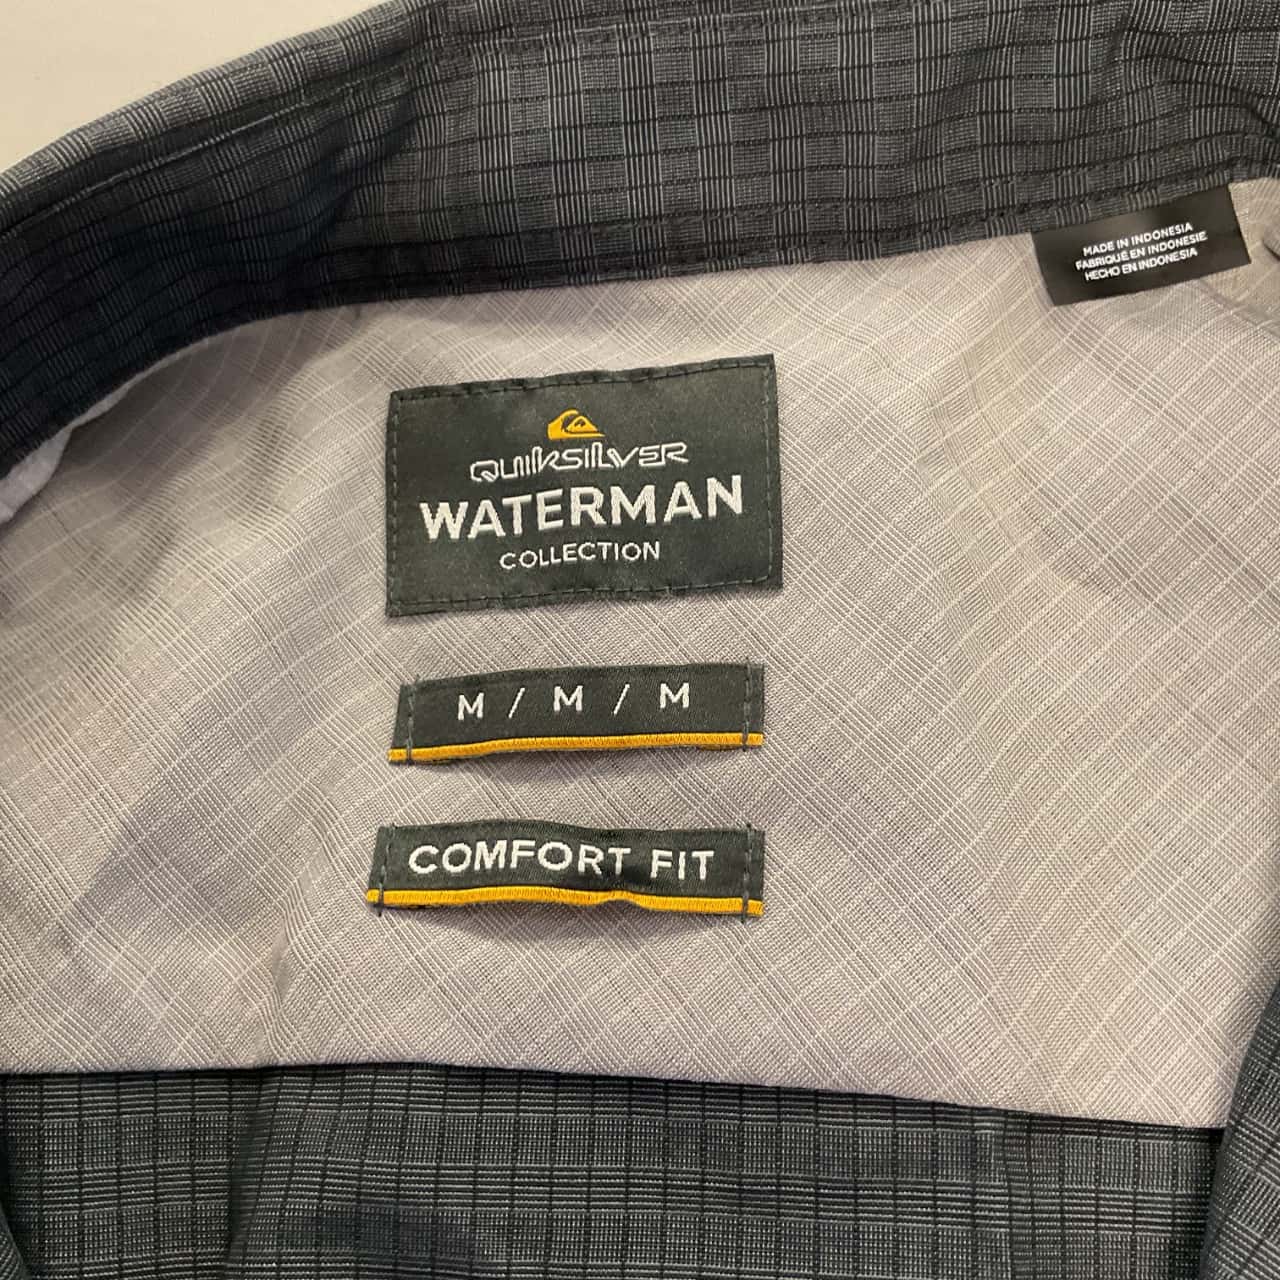 MADE IN INDONESIA
FABRIQUÉ EN INDONESIE
HECHO EN INDONESIA
QUIKSILVER
WATERMAN
COLLECTION
M / M / M
COMFORT FIT